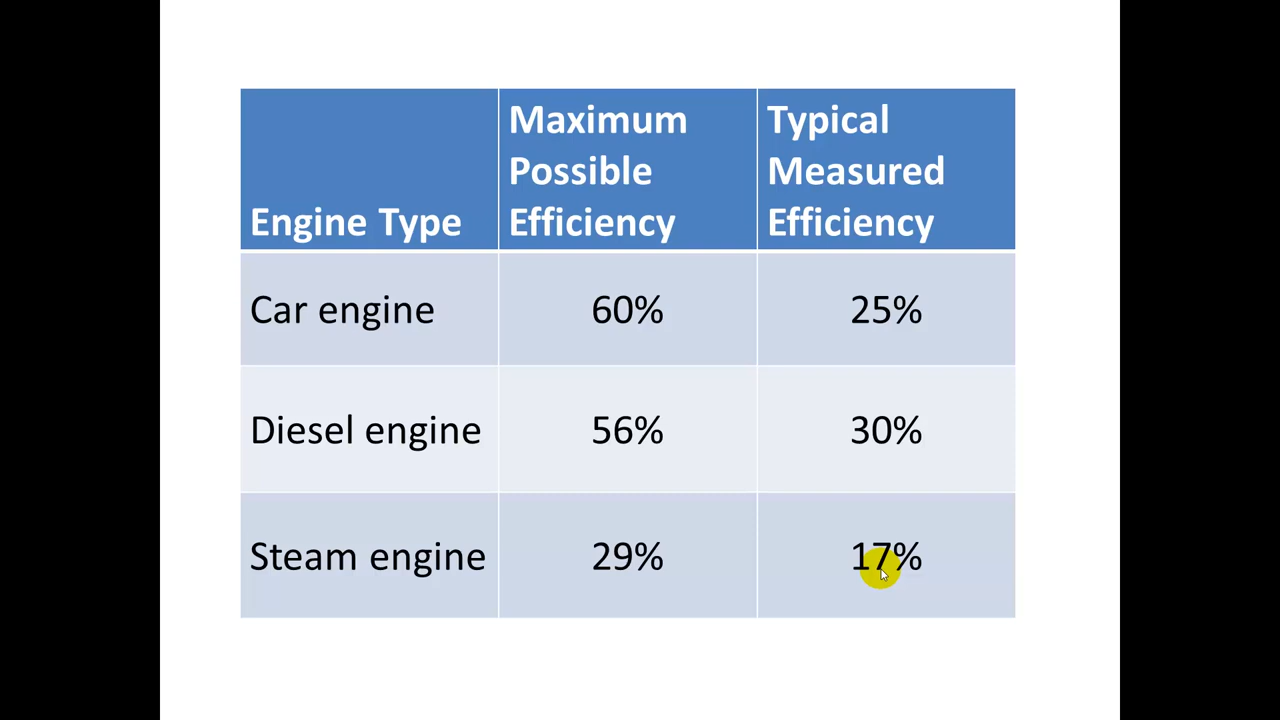 Engine Type
Maximum
Possible
Efficiency
Typical
Measured
Efficiency
Car engine 60% 25%
Diesel engine 56% 30%
Steam engine 29% 17%